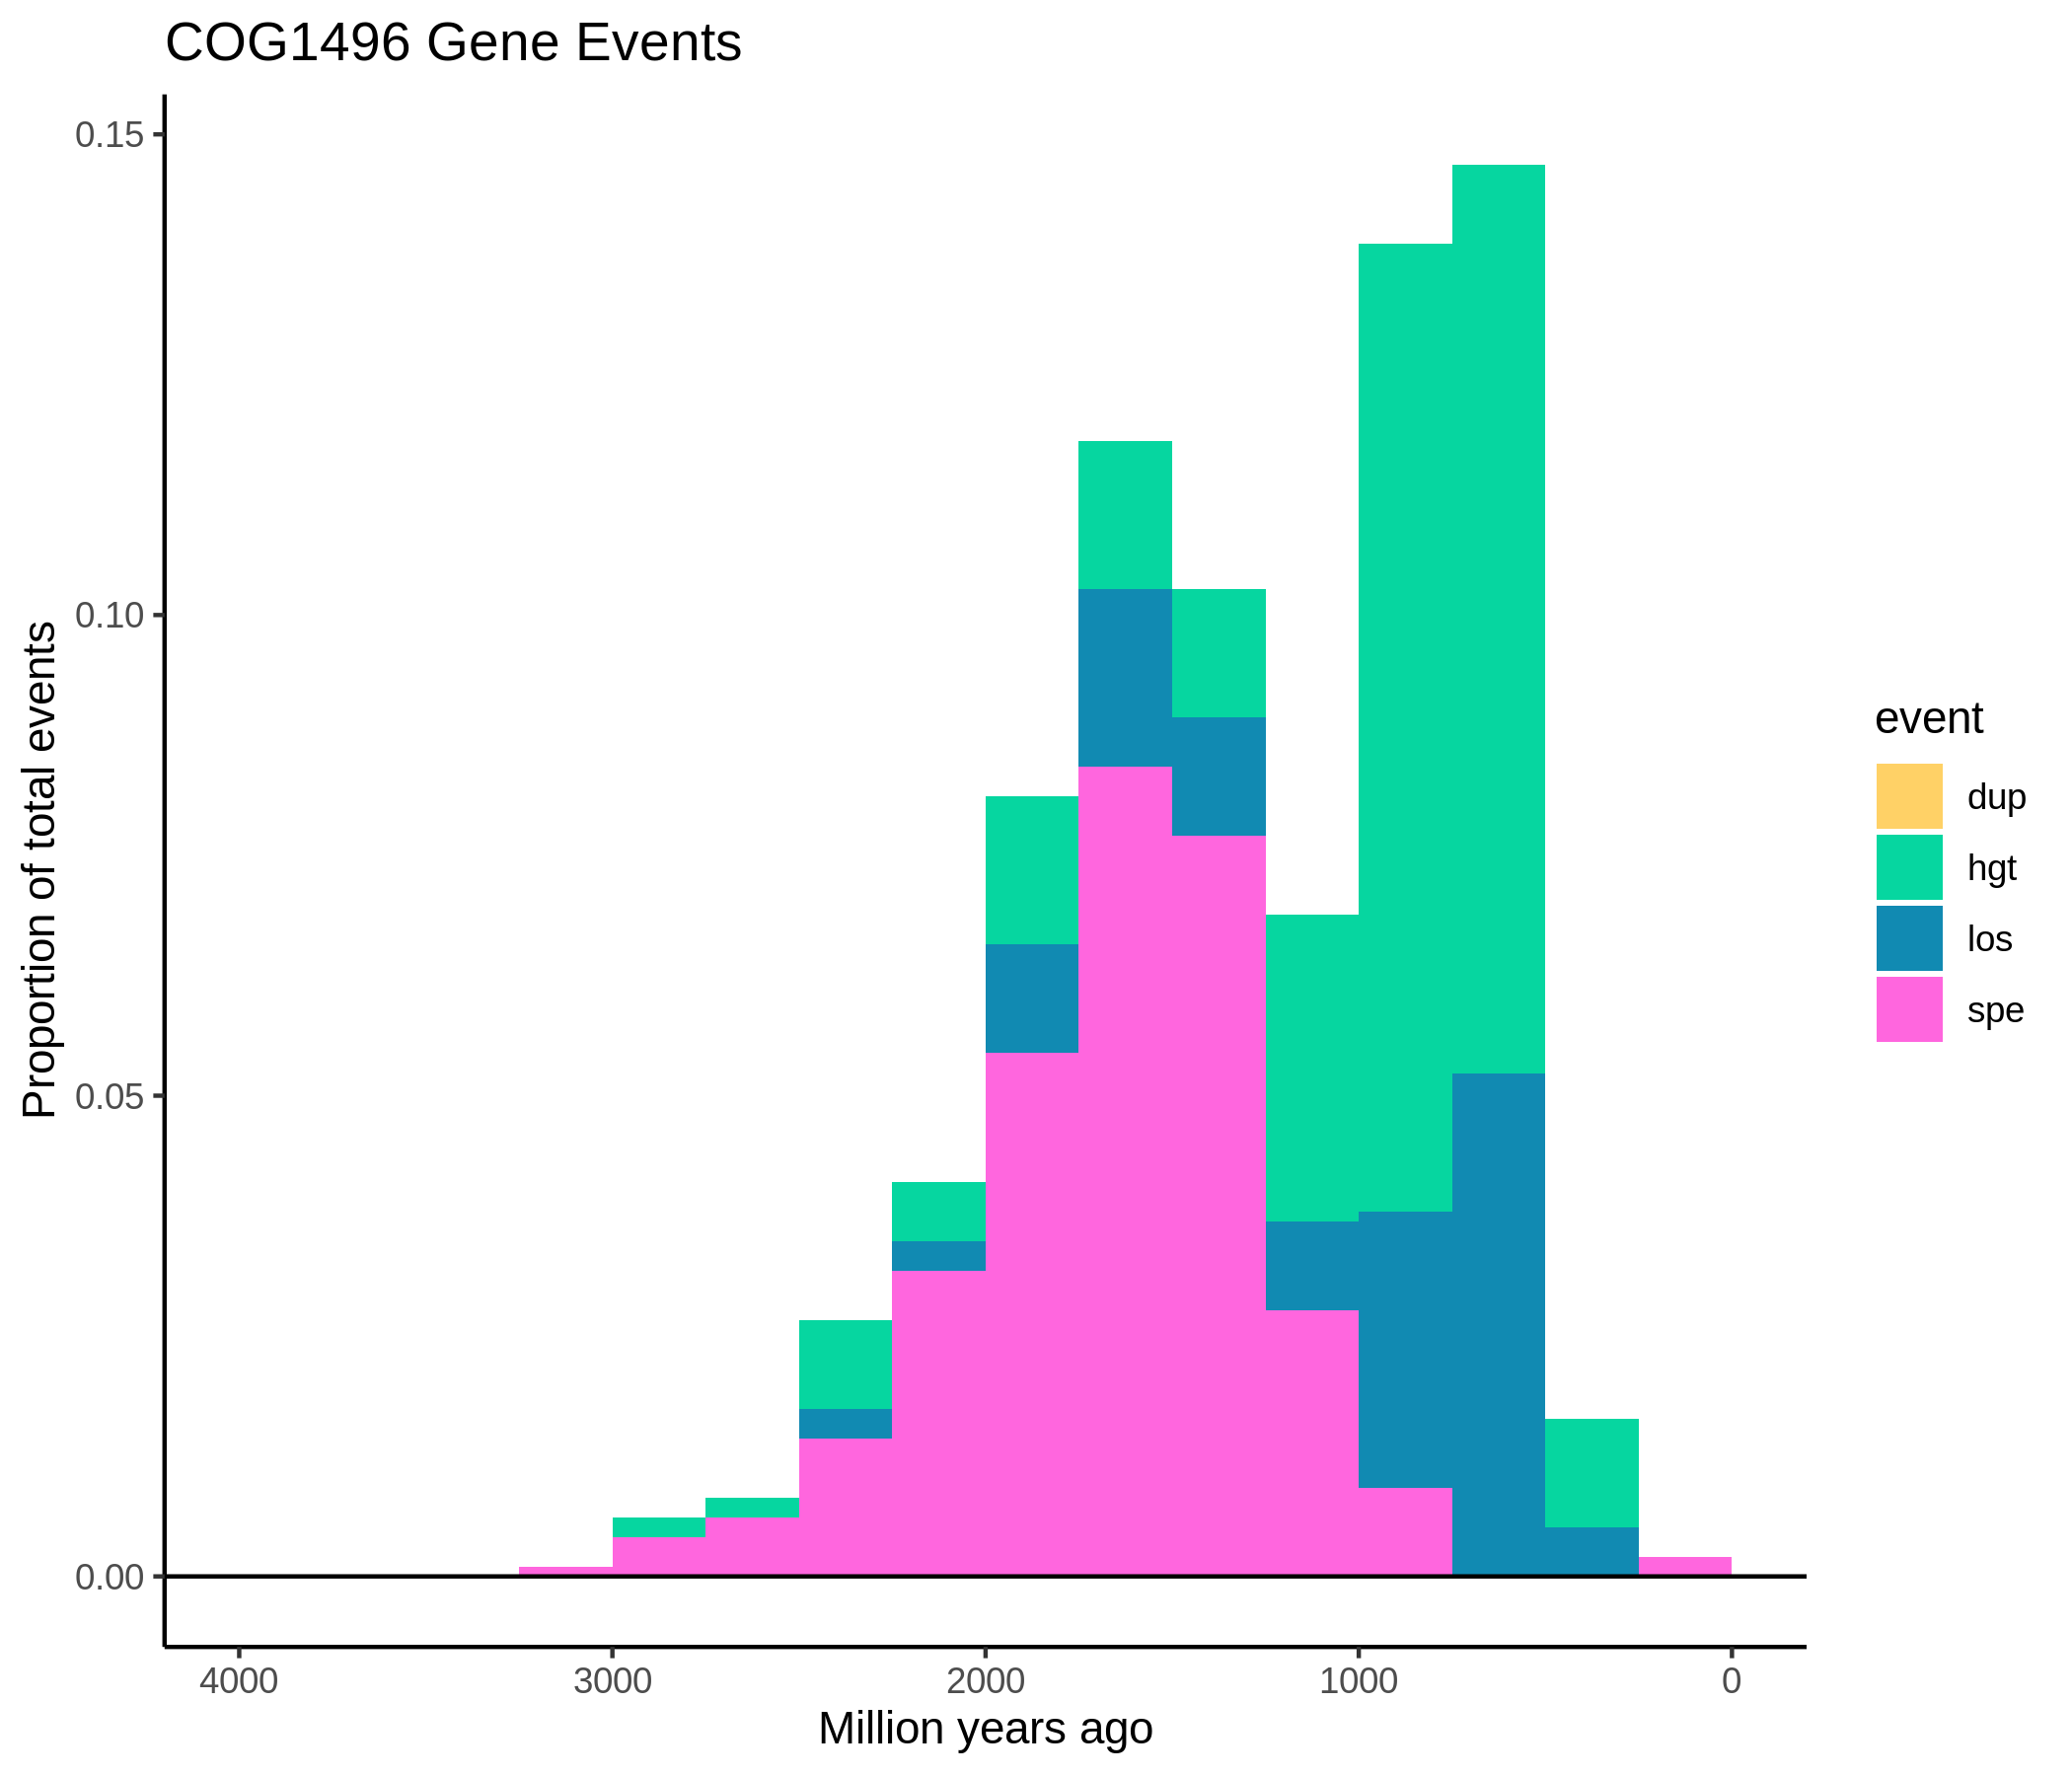 COG1496 Gene Events
Proportion of total events
0.15
0.10
0.05
0.00
4000 3000 2000 1000 0
Million years ago
event
dup
hgt
los
spe